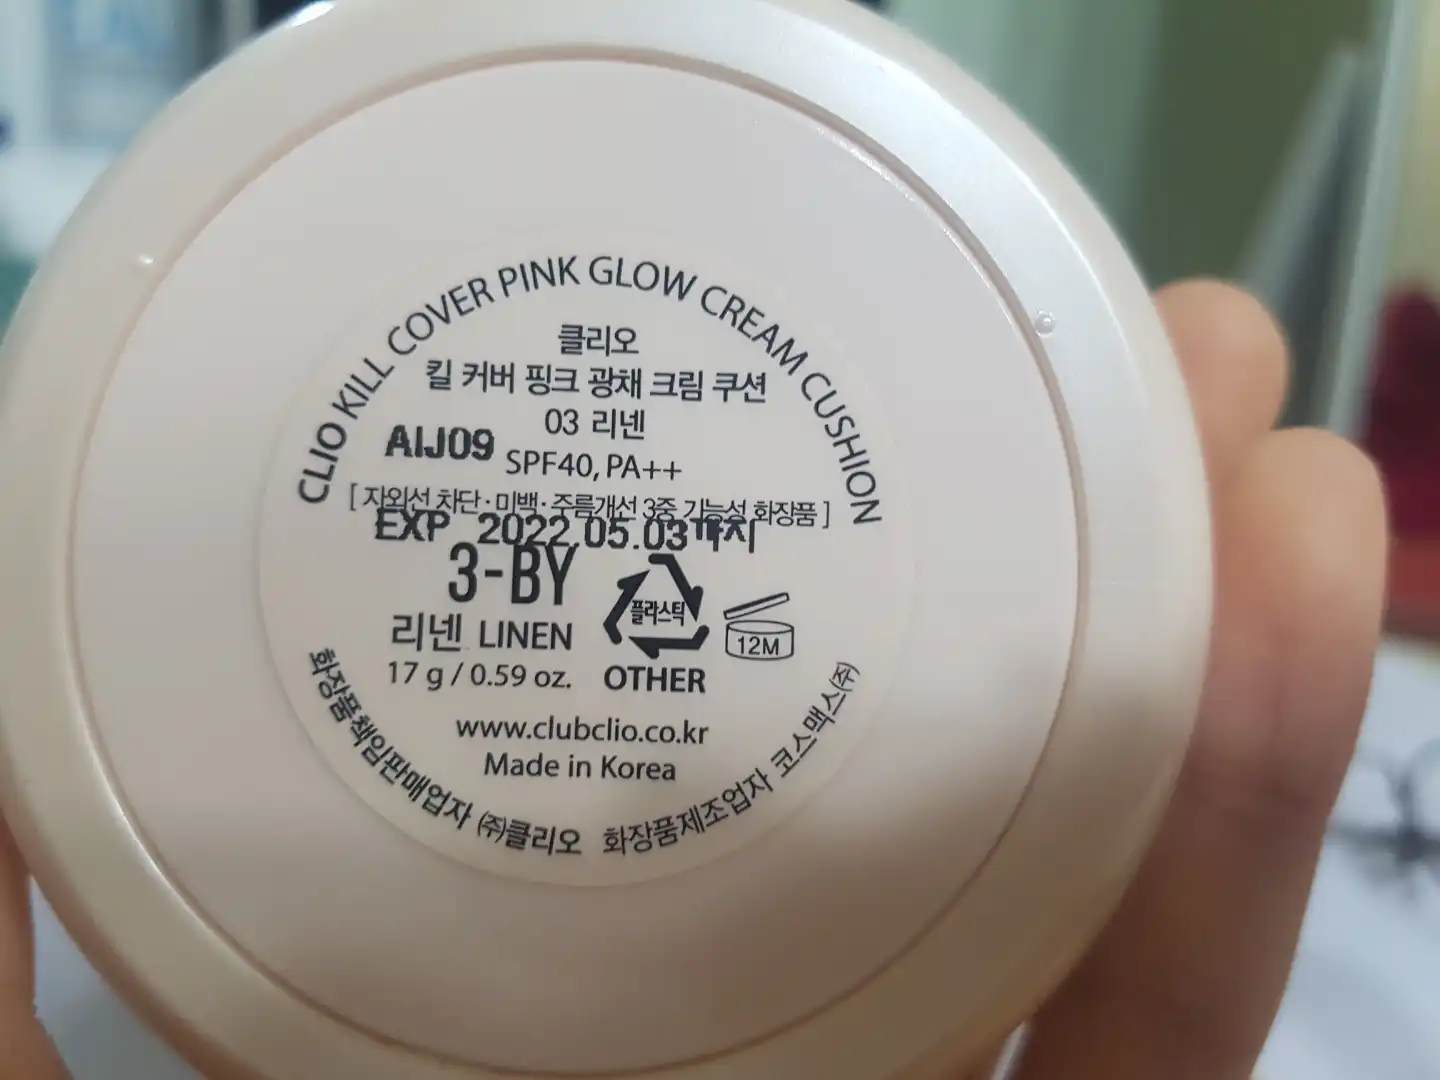 CLIO KILL COVER PINK GLOW CREAM CUSHION
클리오
킬 커버 핑크 광채 크림 쿠션
03 리넨
AIJ09
SPF40, PA++
[ 자외선 차단·미백·주름개선 3중 기능성 화장품 ]
EXP 2022.05.03까지
3-BY
리넨 LINEN
17 g / 0.59 oz.
플라스틱
OTHER
12M
www.clubclio.co.kr
Made in Korea
화장품책임판매업자 ㈜클리오 화장품제조업자 코스맥스㈜